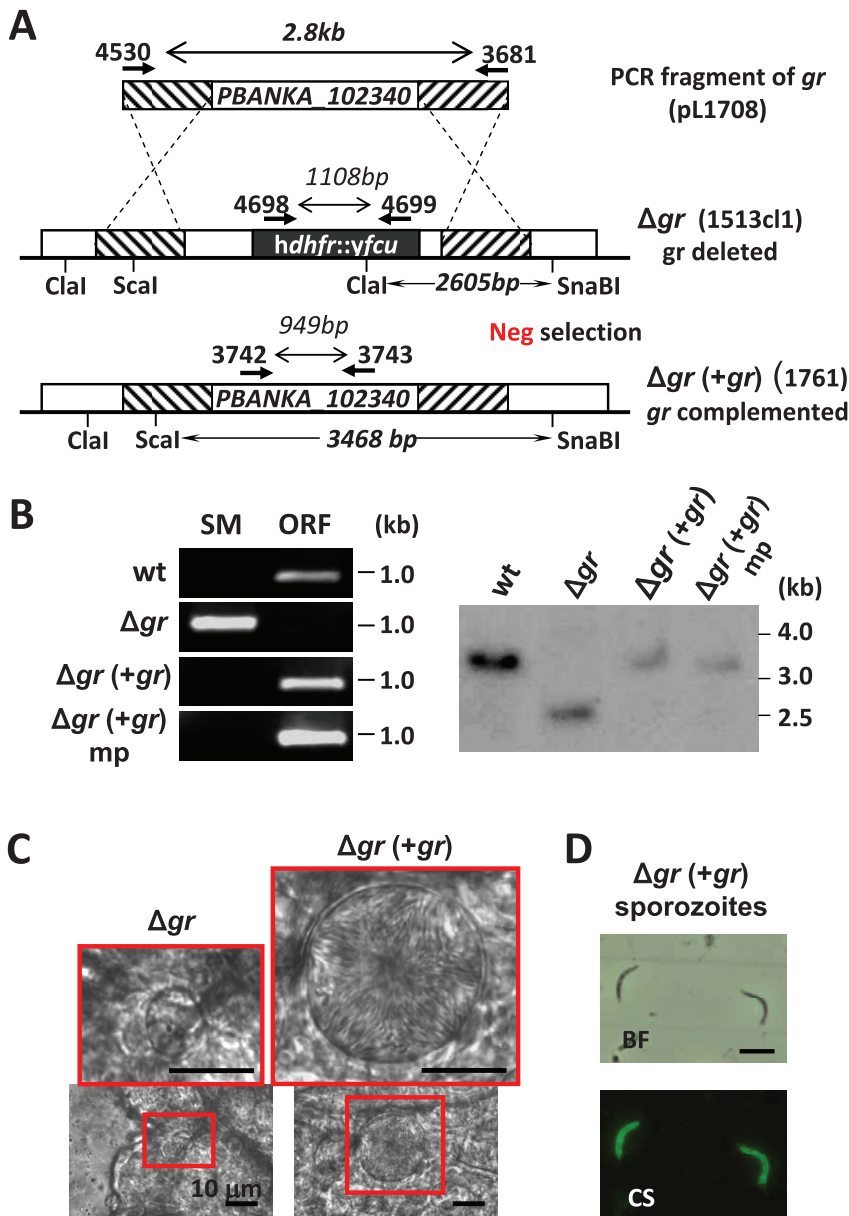 A
2.8kb
4530
3681
PBANKA_102340
PCR fragment of gr
(pL1708)
1108bp
4698
4699
hdhfr::yfcu
Δgr (1513cl1)
gr deleted
ClaI
ScaI
ClaI
2605bp
SnaBI
949bp
Neg selection
3742
3743
PBANKA_102340
Δgr (+gr) (1761)
gr complemented
ClaI
ScaI
3468 bp
SnaBI
B
SM
ORF
(kb)
wt
1.0
Δgr
1.0
Δgr (+gr)
1.0
Δgr (+gr)
mp
1.0
wt
Δgr
Δgr (+gr)
Δgr (+gr)
mp
(kb)
4.0
3.0
2.5
C
Δgr
Δgr (+gr)
10 μm
D
Δgr (+gr)
sporozoites
BF
CS